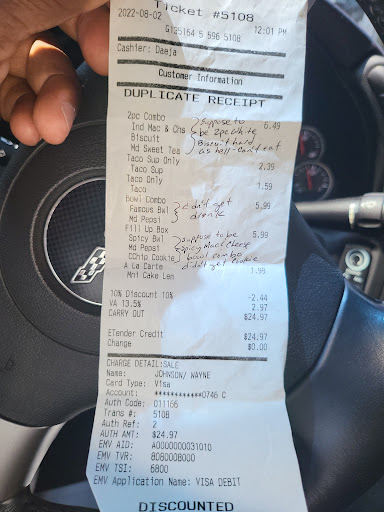 Ticket #5108
2022-08-02 12:01 PM
G135164 5 896 5108
Cashier: Daeja
Customer Information
DUPLICATE RECEIPT
2pc Combo 6.49
Ind Mac & Chs } suppose to
Biscuit be 2pc white
Md Sweet Tea } Biscuit hard
as hell - can't eat
Taco Sup Only 2.39
Taco Sup
Taco Only 1.59
Taco
Bowl Combo 5.99
Famous Bwl } didn't get
Md Pepsi drink
Fill Up Box 5.99
Spicy Bwl } suppose to be
Md Pepsi spicy Mac & cheese
CChip Cookie } bowl combo
didn't get cookie
A La Carte 1.99
Mni Cake Len
10% Discount 10% -2.44
VA 13.5% 2.97
CARRY OUT $24.97
ETender Credit $24.97
Change $0.00
CHARGE DETAIL:SALE
Name: JOHNSON/ WAYNE
Card Type: Visa
Account: ************0746 C
Auth Code: 011166
Trans #: 5108
Auth Ref: 2
AUTH AMT: $24.97
EMV AID: A0000000031010
EMV TVR: 8080008000
EMV TSI: 6800
EMV Application Name: VISA DEBIT
DISCOUNTED